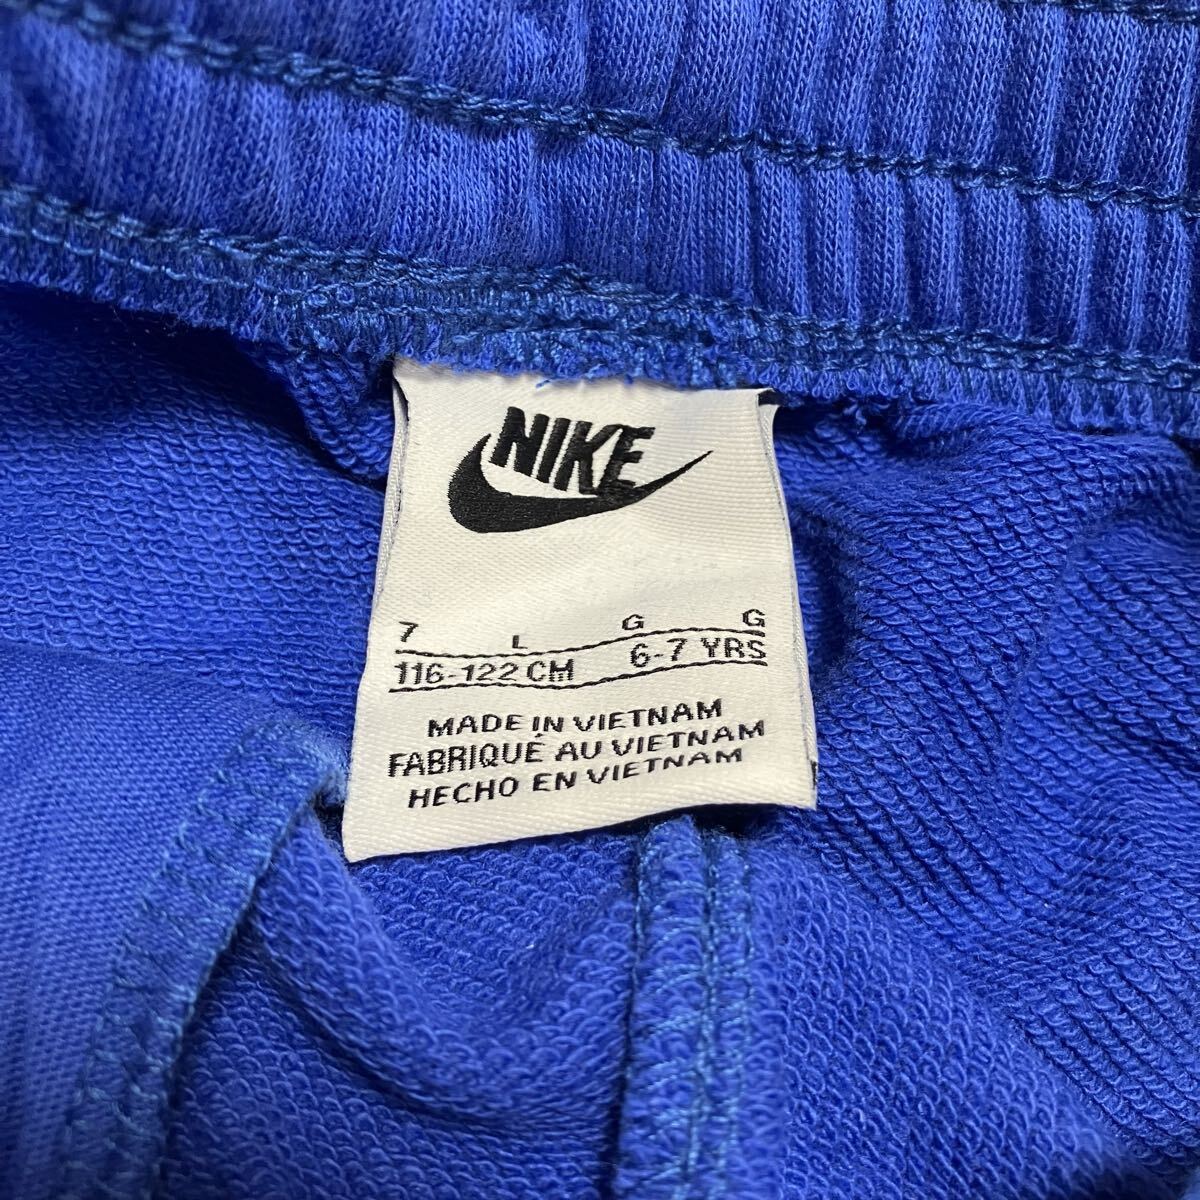 NIKE
7 L G G
116-122 CM 6-7 YRS
MADE IN VIETNAM
FABRIQUÉ AU VIETNAM
HECHO EN VIETNAM